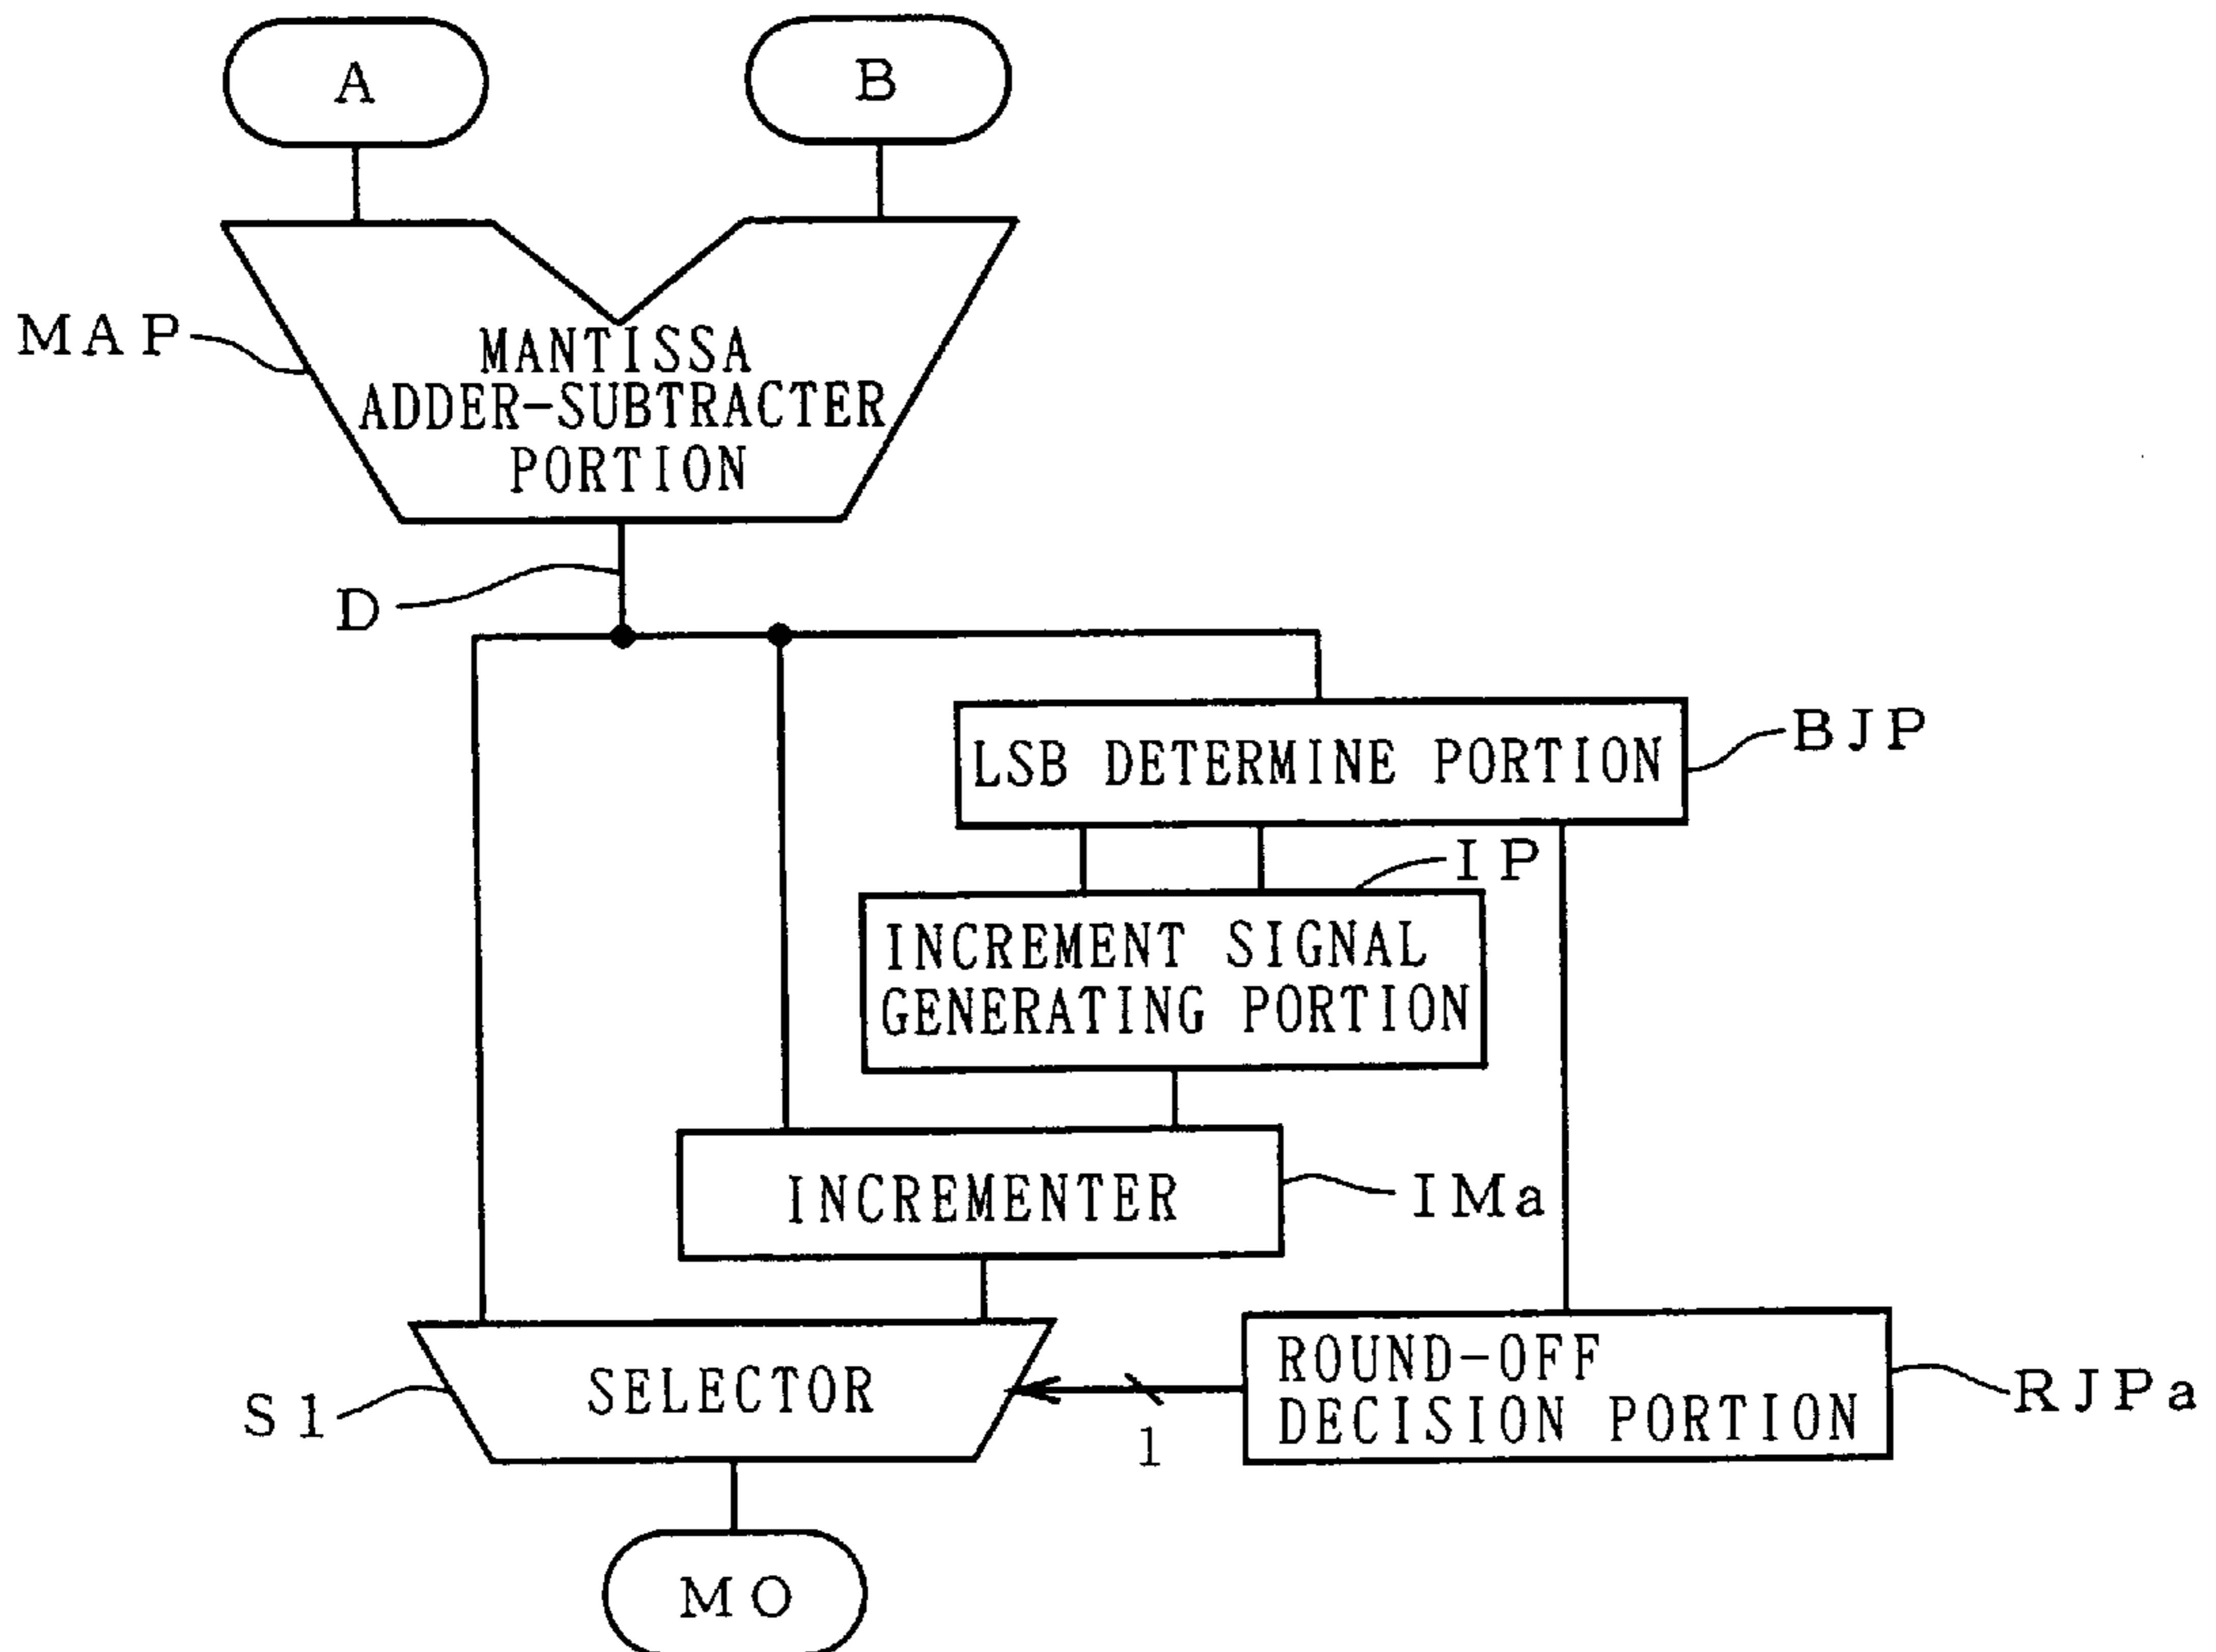 A
B
MAP
MANTISSA
ADDER-SUBTRACTER
PORTION
D
LSB DETERMINE PORTION
BJP
IP
INCREMENT SIGNAL
GENERATING PORTION
INCREMENTER
IMa
SELECTOR
S1
1
ROUND-OFF
DECISION PORTION
RJPa
MO